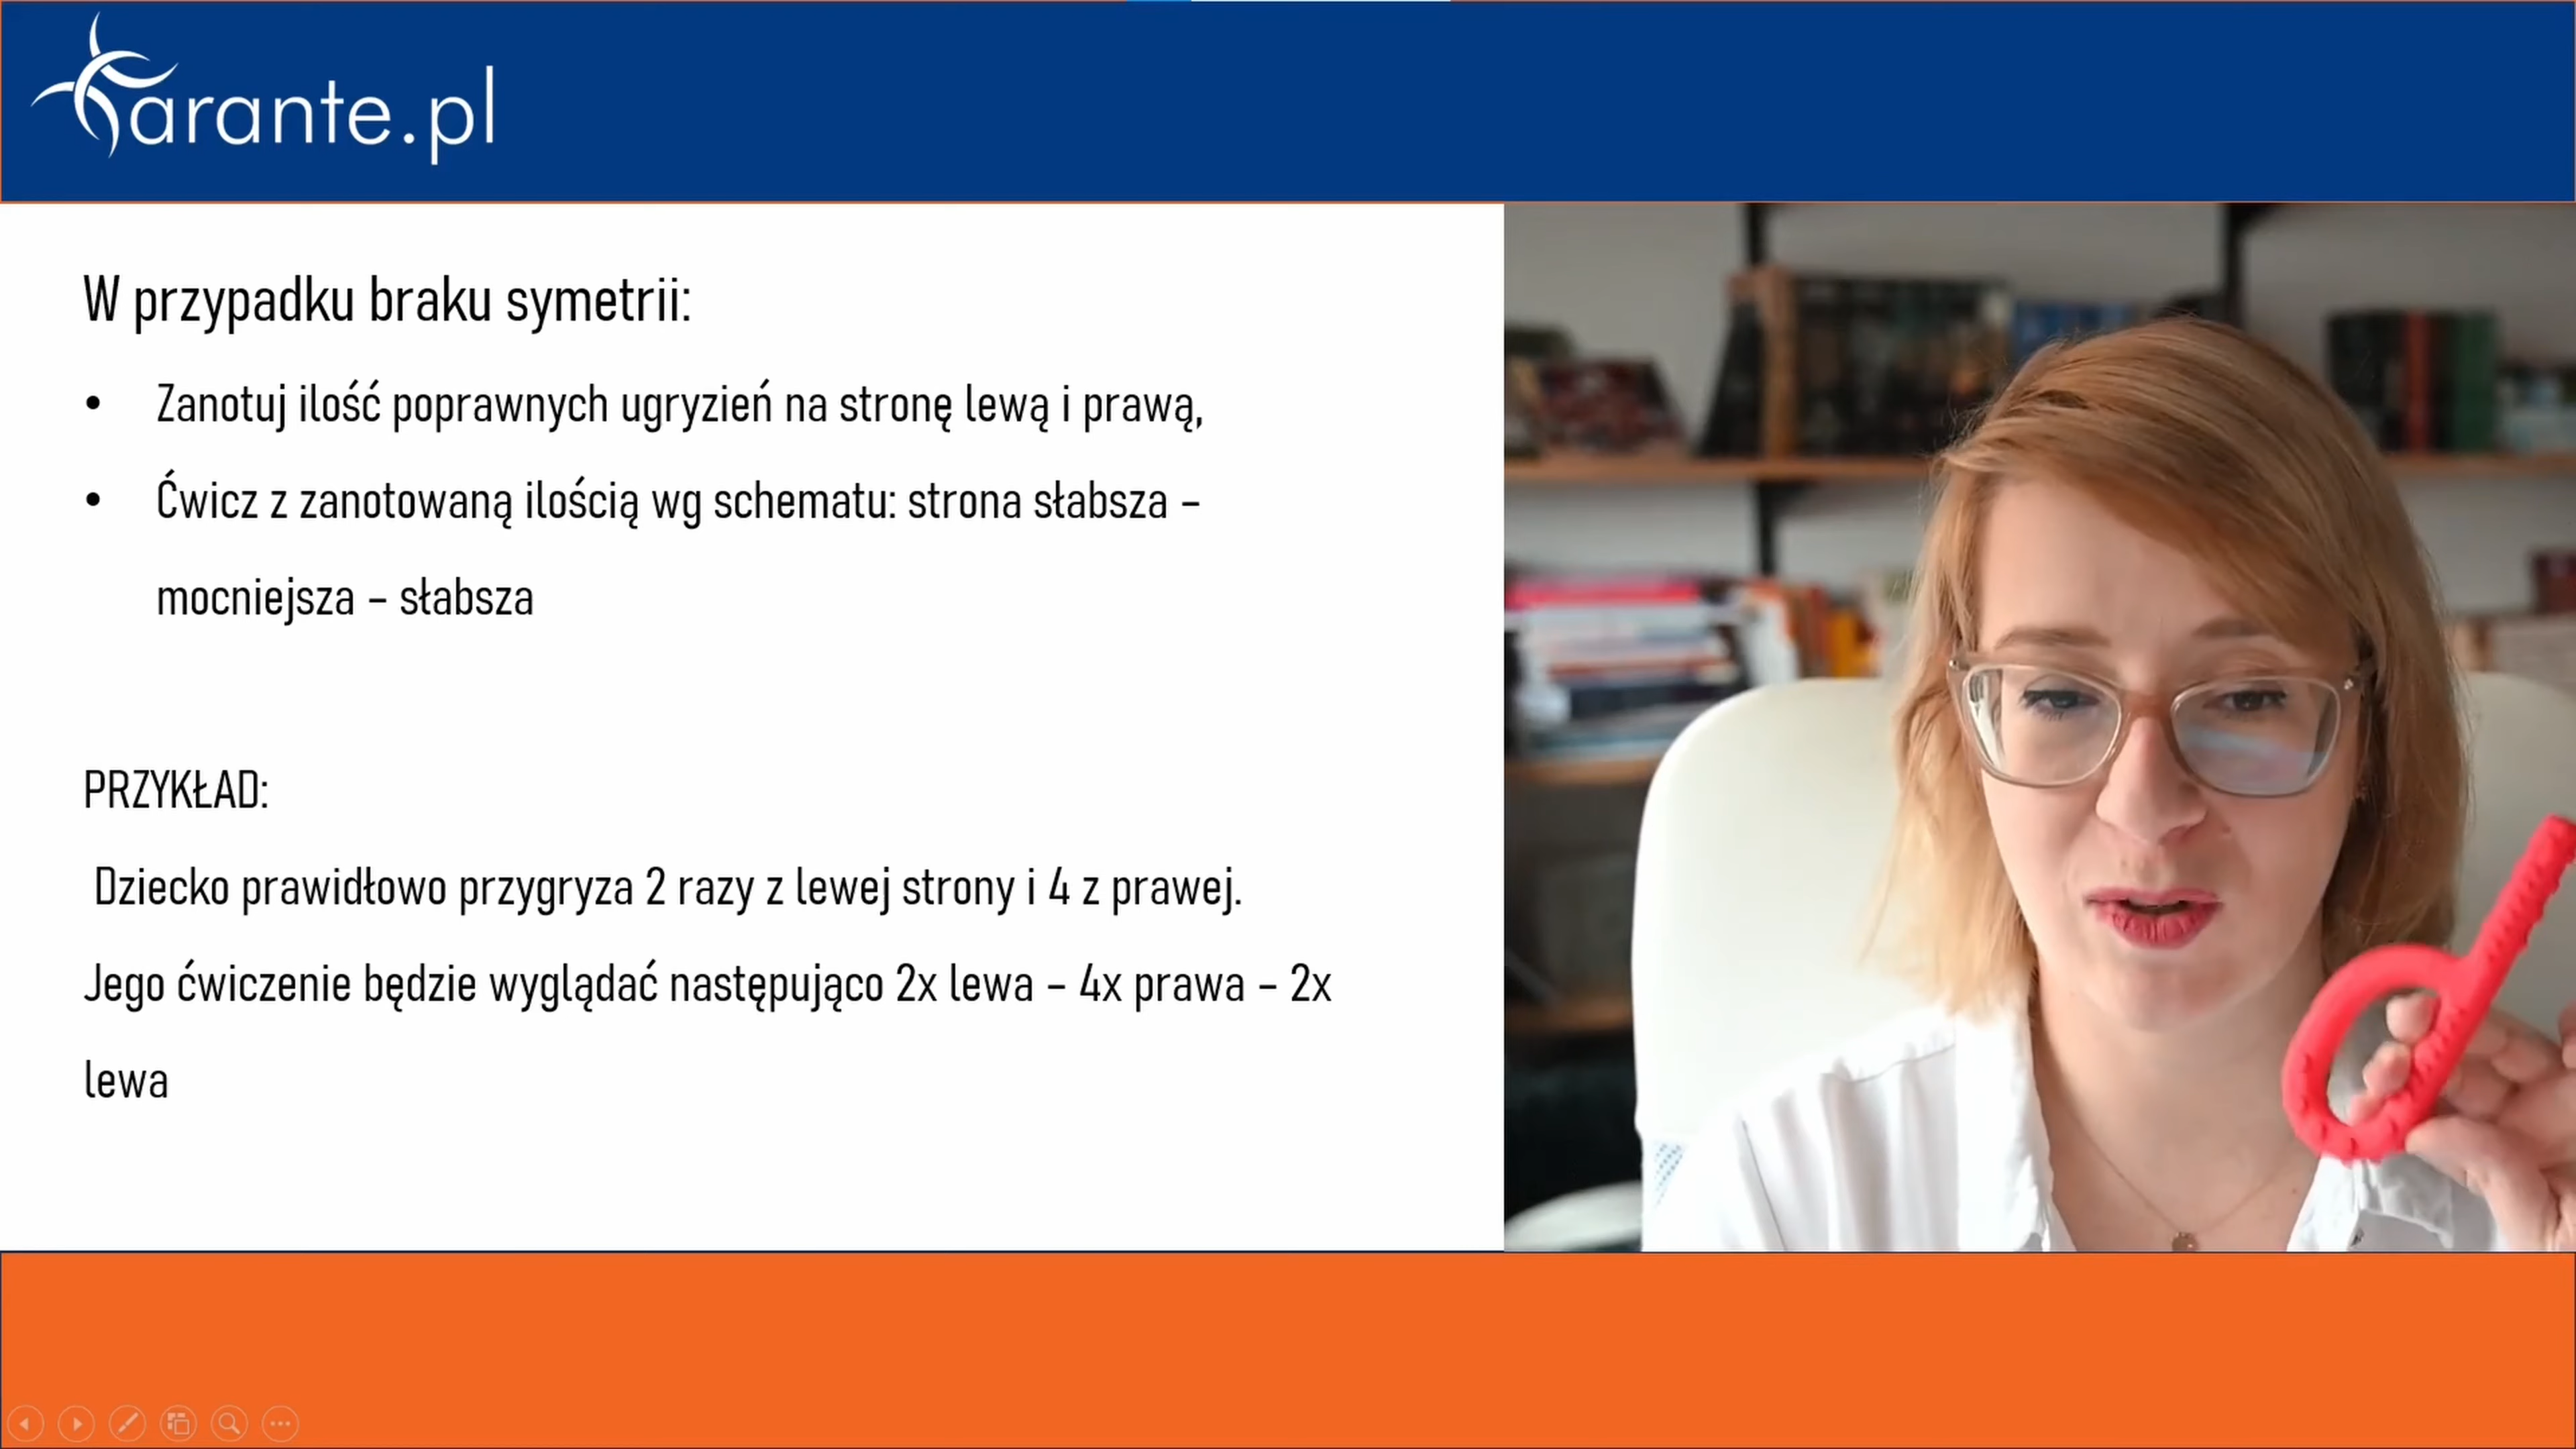 arante.pl
W przypadku braku symetrii:
• Zanotuj ilość poprawnych ugryzień na stronę lewą i prawą,
• Ćwicz z zanotowaną ilością wg schematu: strona słabsza –
mocniejsza – słabsza
PRZYKŁAD:
Dziecko prawidłowo przygryza 2 razy z lewej strony i 4 z prawej.
Jego ćwiczenie będzie wyglądać następująco 2x lewa – 4x prawa – 2x
lewa